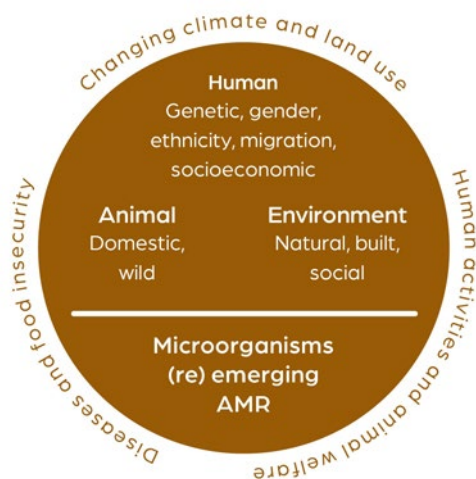 Changing climate and land use
Human
Genetic, gender,
ethnicity, migration,
socioeconomic
Animal
Domestic,
wild
Environment
Natural, built,
social
Microorganisms
(re) emerging
AMR
Human activities and animal welfare
Diseases and food insecurity